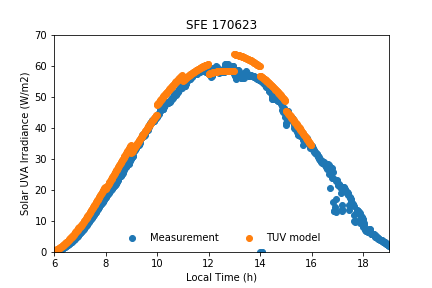 SFE 170623
Solar UVA Irradiance (W/m2)
70
60
50
40
30
20
10
0
Measurement
TUV model
6 8 10 12 14 16 18
Local Time (h)